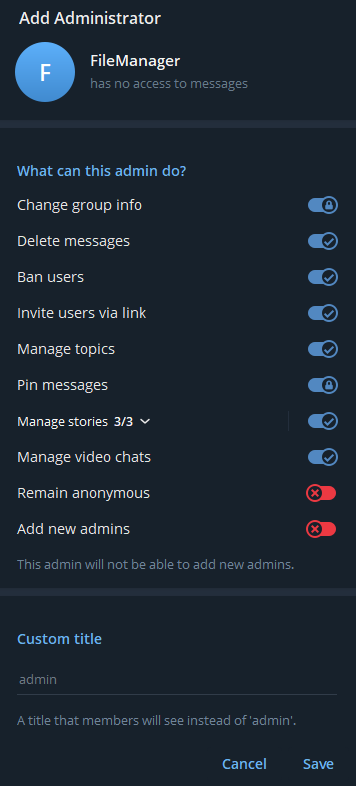 Add Administrator
F
FileManager
has no access to messages
What can this admin do?
Change group info
Delete messages
Ban users
Invite users via link
Manage topics
Pin messages
Manage stories 3/3
Manage video chats
Remain anonymous
Add new admins
This admin will not be able to add new admins.
Custom title
admin
A title that members will see instead of 'admin'.
Cancel Save